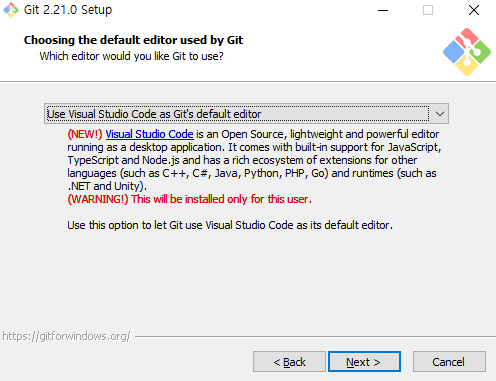 Git 2.21.0 Setup
Choosing the default editor used by Git
Which editor would you like Git to use?
Use Visual Studio Code as Git's default editor
(NEW!) Visual Studio Code is an Open Source, lightweight and powerful editor
running as a desktop application. It comes with built-in support for JavaScript,
TypeScript and Node.js and has a rich ecosystem of extensions for other
languages (such as C++, C#, Java, Python, PHP, Go) and runtimes (such as
.NET and Unity).
(WARNING!) This will be installed only for this user.
Use this option to let Git use Visual Studio Code as its default editor.
https://gitforwindows.org/
< Back Next > Cancel